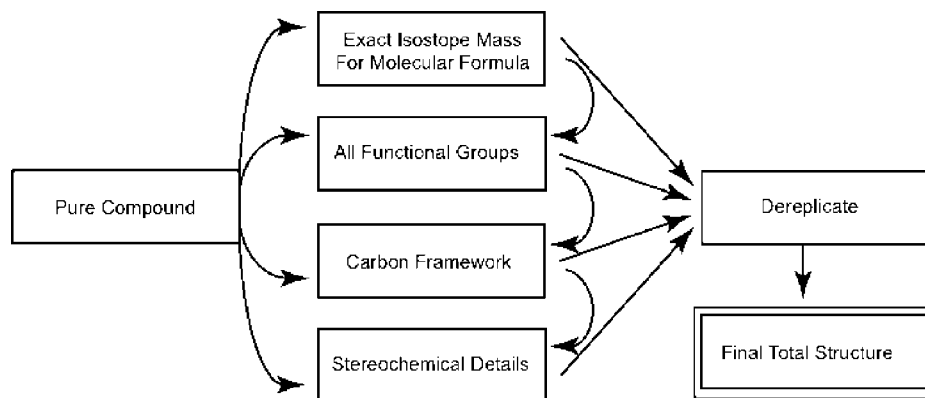 Exact Isostope Mass
For Molecular Formula
All Functional Groups
Pure Compound
Dereplicate
Carbon Framework
Final Total Structure
Stereochemical Details